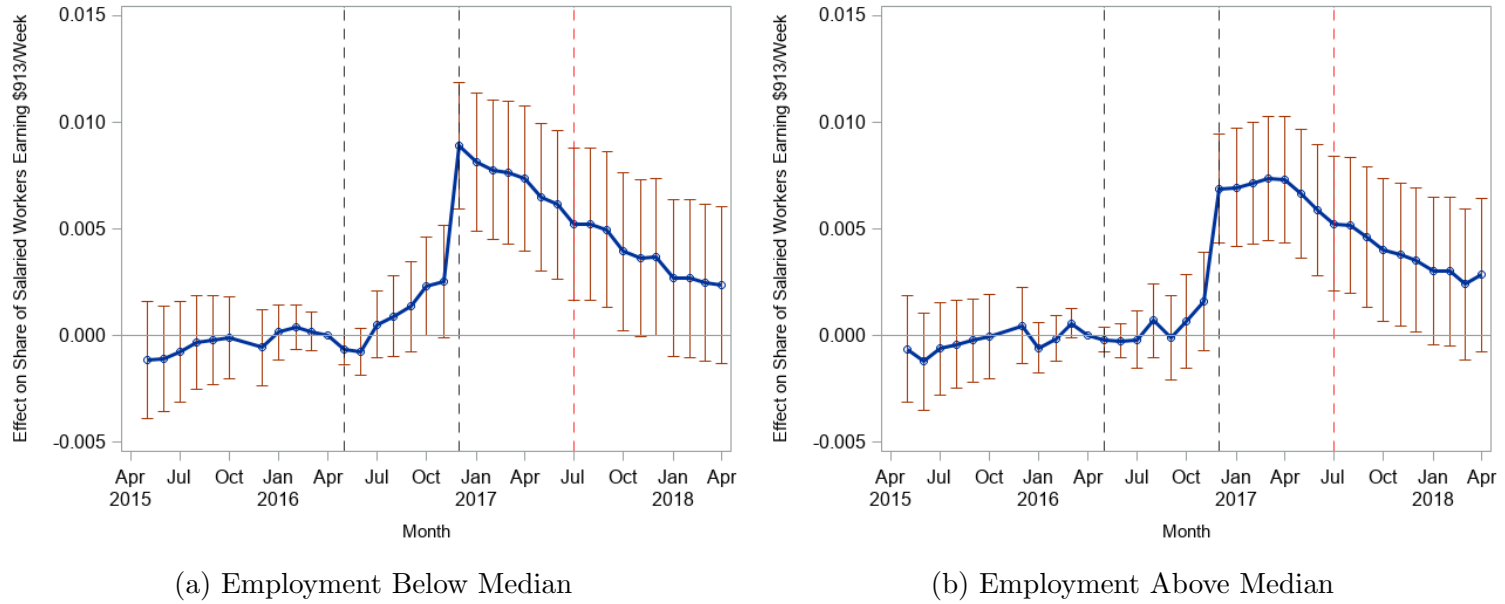 Effect on Share of Salaried Workers Earning $913/Week
0.015
0.010
0.005
0.000
-0.005
Apr Jul Oct Jan Apr Jul Oct Jan Apr Jul Oct Jan Apr
2015 2016 2017 2018
Month
(a) Employment Below Median
Effect on Share of Salaried Workers Earning $913/Week
0.015
0.010
0.005
0.000
-0.005
Apr Jul Oct Jan Apr Jul Oct Jan Apr Jul Oct Jan Apr
2015 2016 2017 2018
Month
(b) Employment Above Median